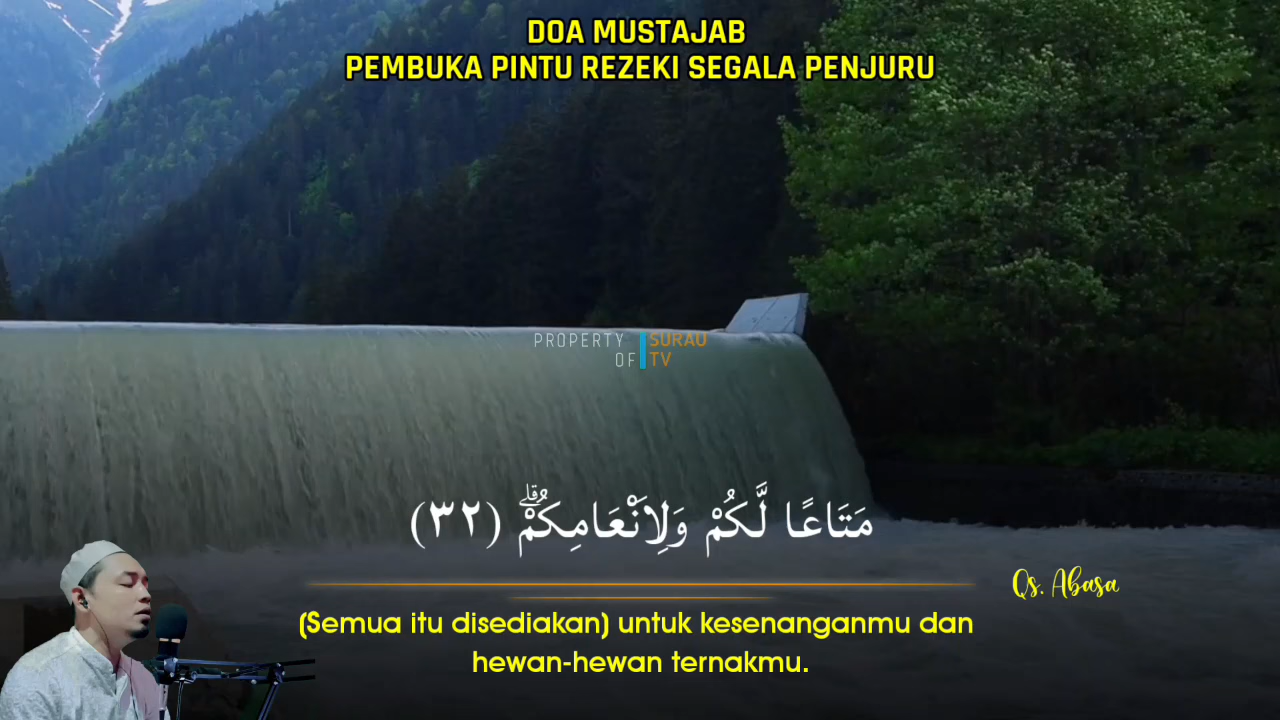 DOA MUSTAJAB
PEMBUKA PINTU REZEKI SEGALA PENJURU
PROPERTY OF SURAU TV
مَتَاعًا لَّكُمْ وَلِاَنْعَامِكُمْۗ (٣٢)
Qs. Abasa
(Semua itu disediakan) untuk kesenanganmu dan
hewan-hewan ternakmu.